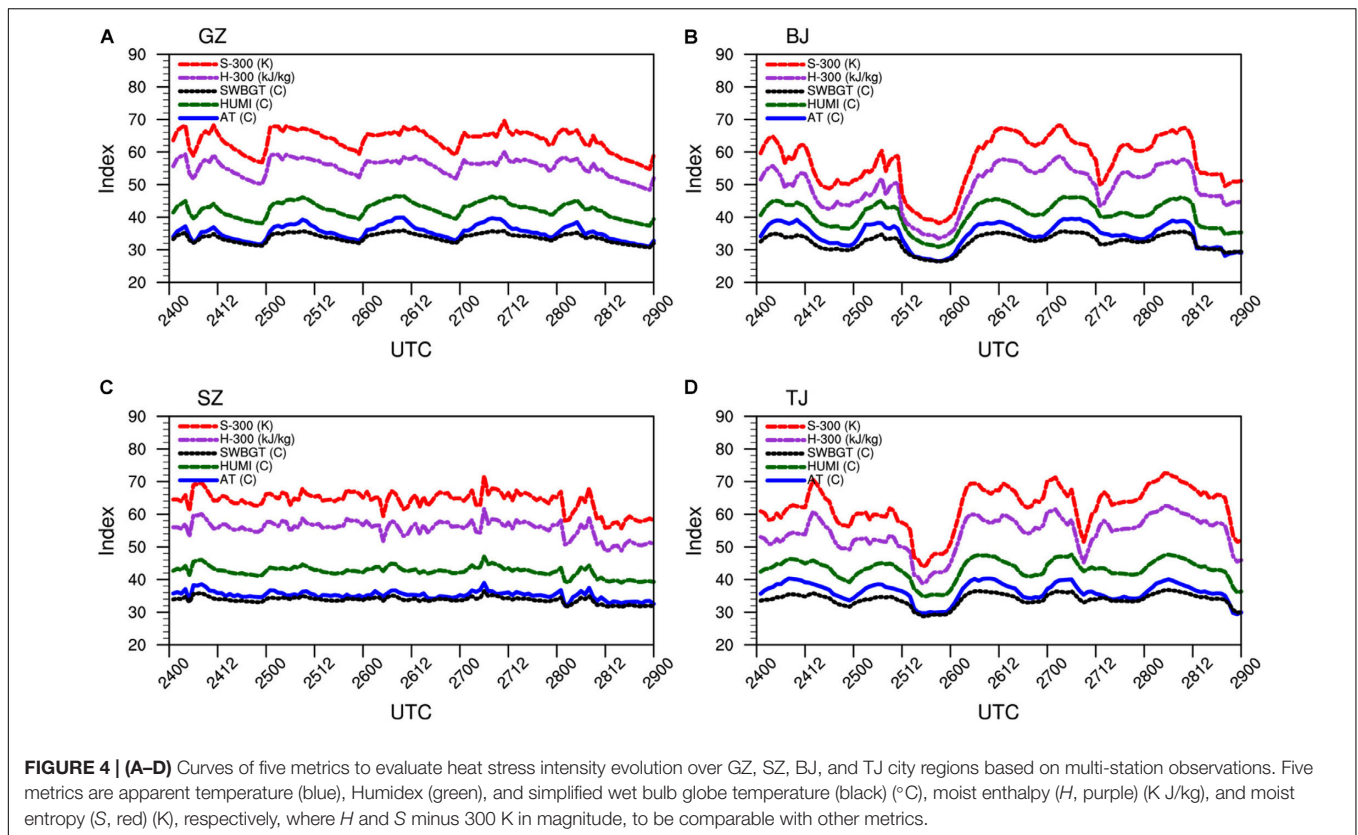 A
GZ
90
80
70
60
50
40
30
20
Index
S-300 (K)
H-300 (kJ/kg)
SWBGT (C)
HUMI (C)
AT (C)
2400
2412
2500
2512
2600
2612
2700
2712
2800
2812
2900
UTC
B
BJ
90
80
70
60
50
40
30
20
Index
S-300 (K)
H-300 (kJ/kg)
SWBGT (C)
HUMI (C)
AT (C)
2400
2412
2500
2512
2600
2612
2700
2712
2800
2812
2900
UTC
C
SZ
90
80
70
60
50
40
30
20
Index
S-300 (K)
H-300 (kJ/kg)
SWBGT (C)
HUMI (C)
AT (C)
2400
2412
2500
2512
2600
2612
2700
2712
2800
2812
2900
UTC
D
TJ
90
80
70
60
50
40
30
20
Index
S-300 (K)
H-300 (kJ/kg)
SWBGT (C)
HUMI (C)
AT (C)
2400
2412
2500
2512
2600
2612
2700
2712
2800
2812
2900
UTC
FIGURE 4 | (A–D) Curves of five metrics to evaluate heat stress intensity evolution over GZ, SZ, BJ, and TJ city regions based on multi-station observations. Five
metrics are apparent temperature (blue), Humidex (green), and simplified wet bulb globe temperature (black) (°C), moist enthalpy (H, purple) (K J/kg), and moist
entropy (S, red) (K), respectively, where H and S minus 300 K in magnitude, to be comparable with other metrics.